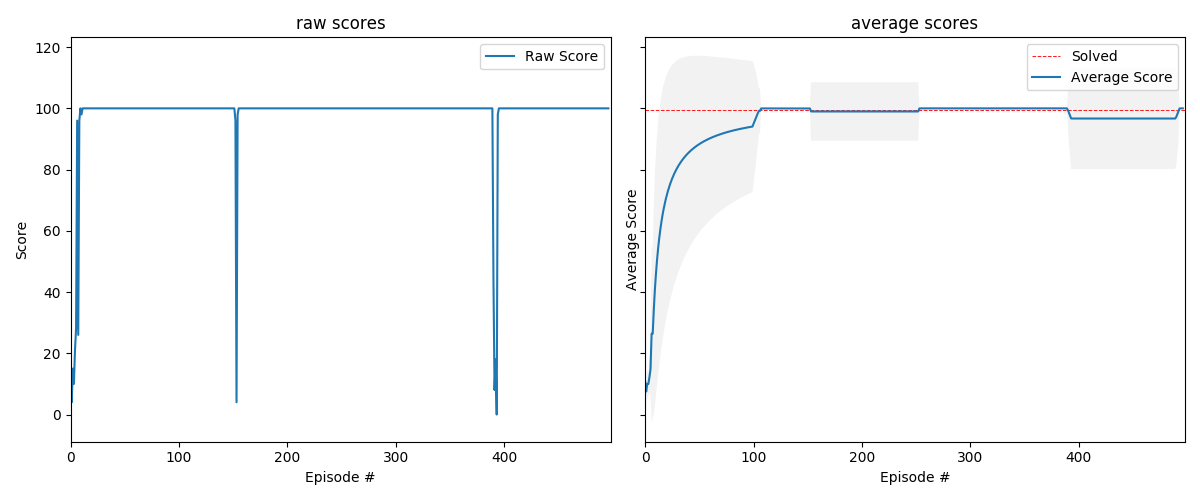 raw scores
120
100
80
60
40
20
0
Score
0 100 200 300 400
Episode #
Raw Score
average scores
Average Score
0 100 200 300 400
Episode #
Solved
Average Score